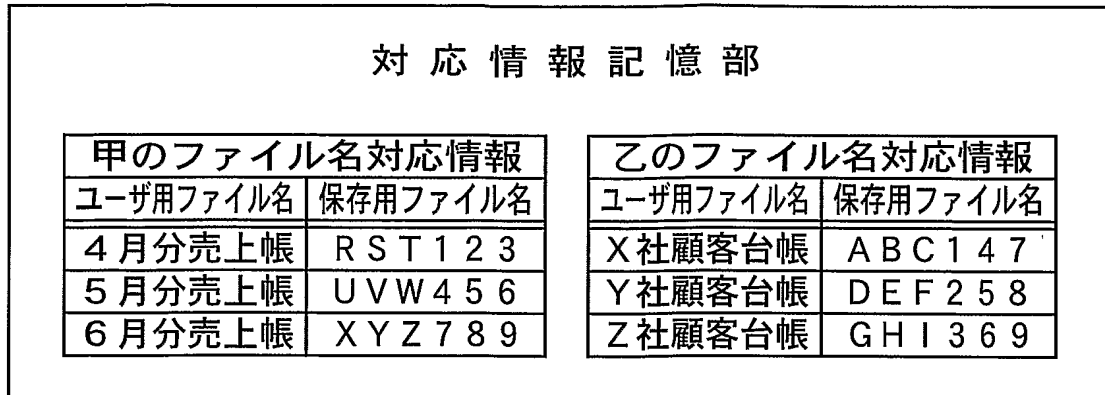 対応情報記憶部
甲のファイル名対応情報
ユーザ用ファイル名 保存用ファイル名
4月分売上帳 RST123
5月分売上帳 UVW456
6月分売上帳 XYZ789
乙のファイル名対応情報
ユーザ用ファイル名 保存用ファイル名
X社顧客台帳 ABC147
Y社顧客台帳 DEF258
Z社顧客台帳 GHI369